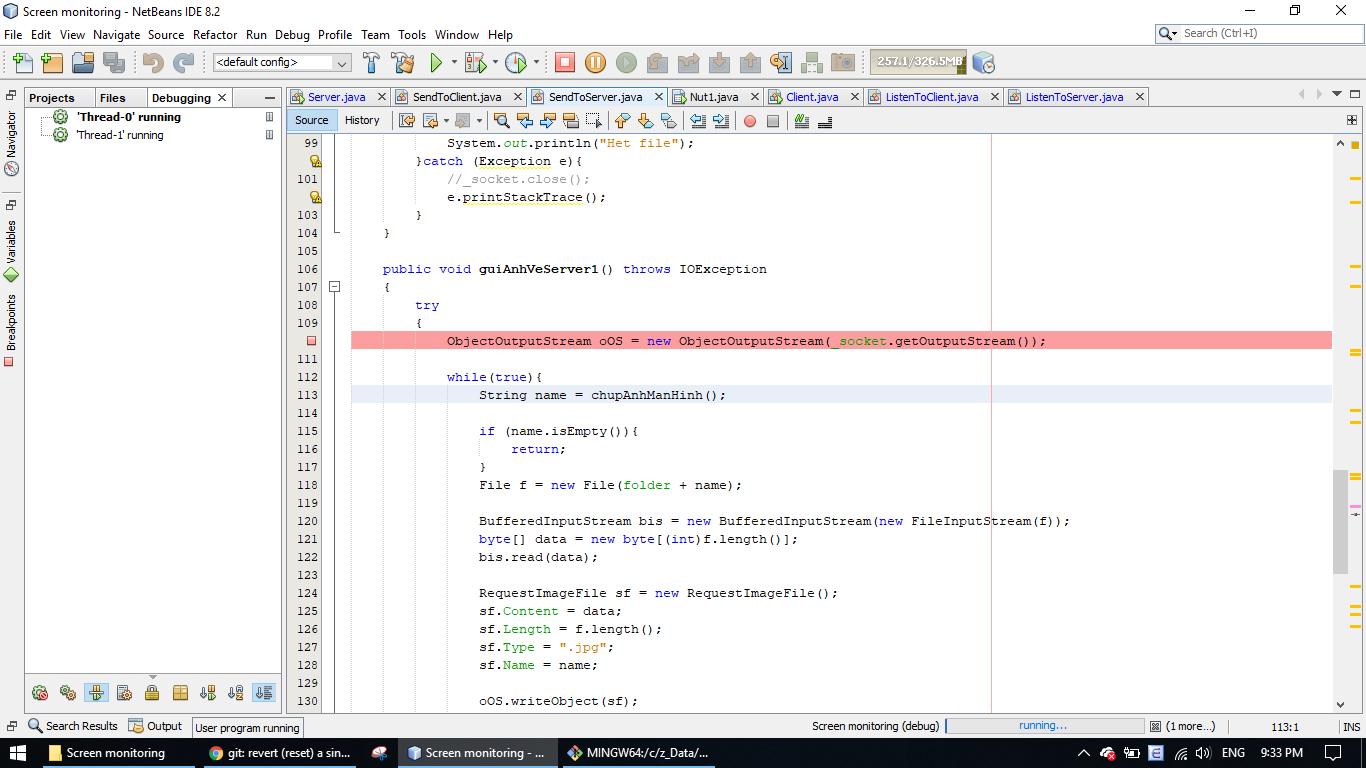 Screen monitoring - NetBeans IDE 8.2
File Edit View Navigate Source Refactor Run Debug Profile Team Tools Window Help
Search (Ctrl+I)
<default config>
257.1/326.5MB
Projects Files Debugging
Server.java SendToClient.java SendToServer.java Nut1.java Client.java ListenToClient.java ListenToServer.java
Navigator
Variables
Breakpoints
'Thread-0' running
'Thread-1' running
Source History
99 System.out.println("Het file");
}catch (Exception e){
101 //_socket.close();
e.printStackTrace();
103 }
104 }
105
106 public void guiAnhVeServer1() throws IOException
107 {
108 try
109 {
ObjectOutputStream oOS = new ObjectOutputStream(_socket.getOutputStream());
111
112 while(true){
113 String name = chupAnhManHinh();
114
115 if (name.isEmpty()){
116 return;
117 }
118 File f = new File(folder + name);
119
120 BufferedInputStream bis = new BufferedInputStream(new FileInputStream(f));
121 byte[] data = new byte[(int)f.length()];
122 bis.read(data);
123
124 RequestImageFile sf = new RequestImageFile();
125 sf.Content = data;
126 sf.Length = f.length();
127 sf.Type = ".jpg";
128 sf.Name = name;
129
130 oOS.writeObject(sf);
Search Results Output User program running
Screen monitoring (debug) running... (1 more...) 113:1 INS
Screen monitoring git: revert (reset) a sin... Screen monitoring - ... MINGW64:/c/z_Data/... ENG 9:33 PM